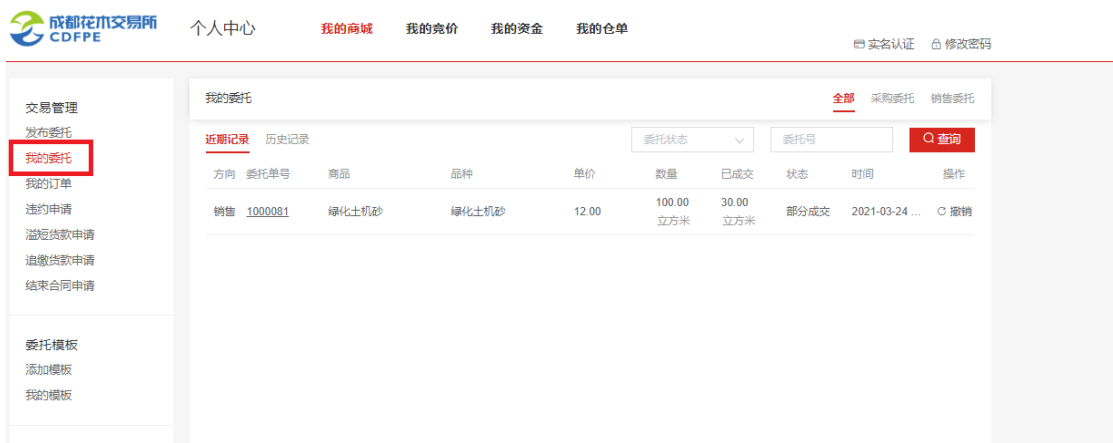 成都花木交易所
CDFPE
个人中心 我的商城 我的竞价 我的资金 我的仓单
实名认证 修改密码
交易管理
发布委托
我的委托
我的订单
违约申请
溢短货款申请
追缴货款申请
结束合同申请
委托模板
添加模板
我的模板
我的委托 全部 采购委托 销售委托
近期记录 历史记录 委托状态 委托号 查询
方向 委托单号 商品 品种 单价 数量 已成交 状态 时间 操作
销售 1000081 绿化土机砂 绿化土机砂 12.00 100.00 立方米 30.00 立方米 部分成交 2021-03-24 ... 撤销